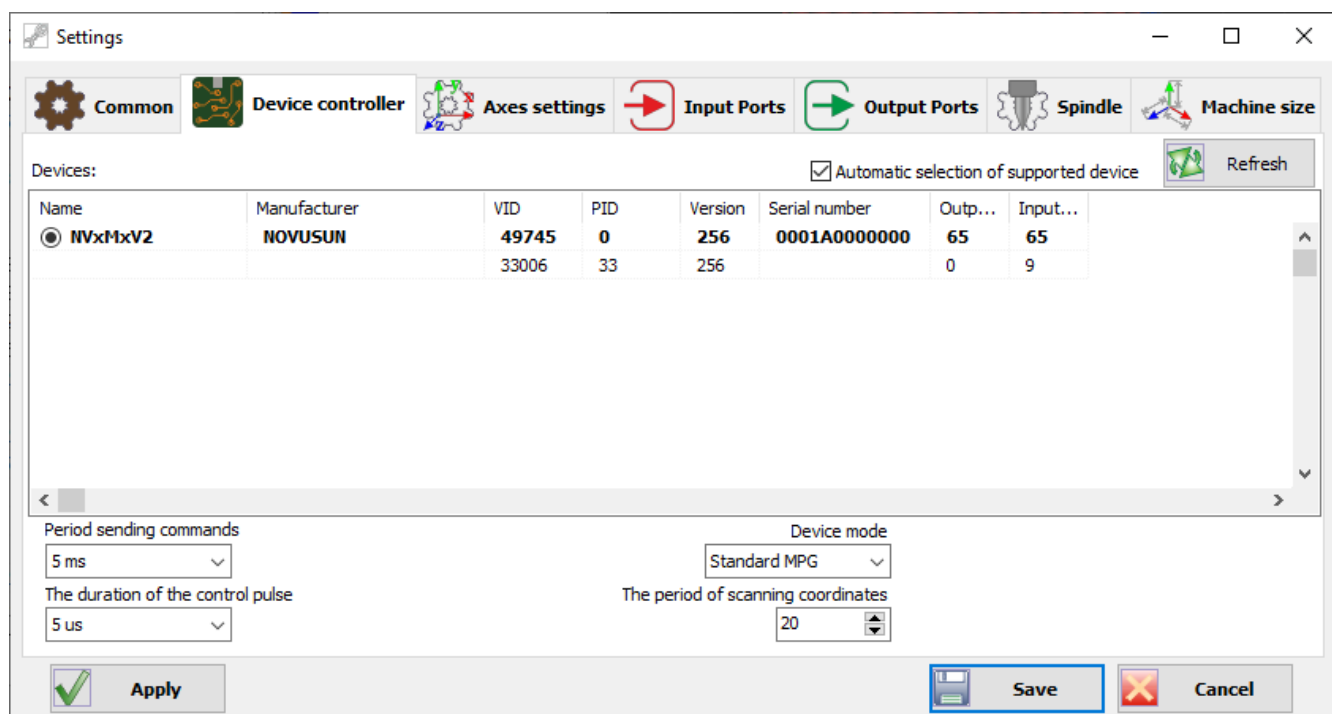 Settings
Common Device controller Axes settings Input Ports Output Ports Spindle Machine size
Devices: Automatic selection of supported device Refresh
Name Manufacturer VID PID Version Serial number Outp... Input...
NVxMxV2 NOVUSUN 49745 0 256 0001A0000000 65 65
33006 33 256 0 9
Period sending commands Device mode
5 ms Standard MPG
The duration of the control pulse The period of scanning coordinates
5 us 20
Apply Save Cancel